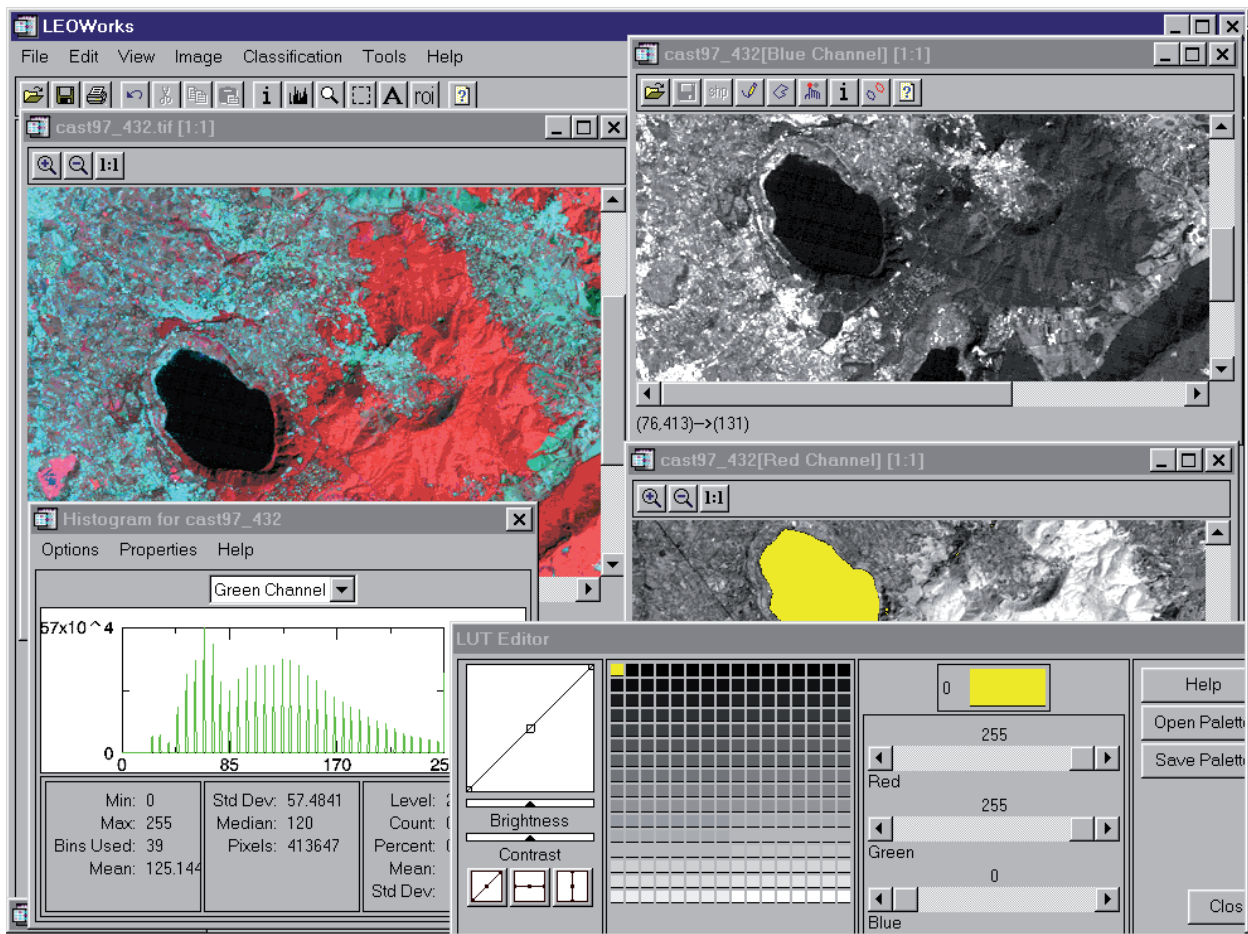 LEOWorks
File Edit View Image Classification Tools Help
A roi
cast97_432.tif [1:1]
1:1
cast97_432[Blue Channel] [1:1]
shp
(76,413)-->(131)
cast97_432[Red Channel] [1:1]
1:1
Histogram for cast97_432
Options Properties Help
Green Channel
57x10^4
0
0 85 170 25
Min: 0
Max: 255
Bins Used: 39
Mean: 125.144
Std Dev: 57.4841
Median: 120
Pixels: 413647
Level:
Count:
Percent:
Mean:
Std Dev:
LUT Editor
Brightness
Contrast
0
255
Red
255
Green
0
Blue
Help
Open Palett
Save Palett
Clos